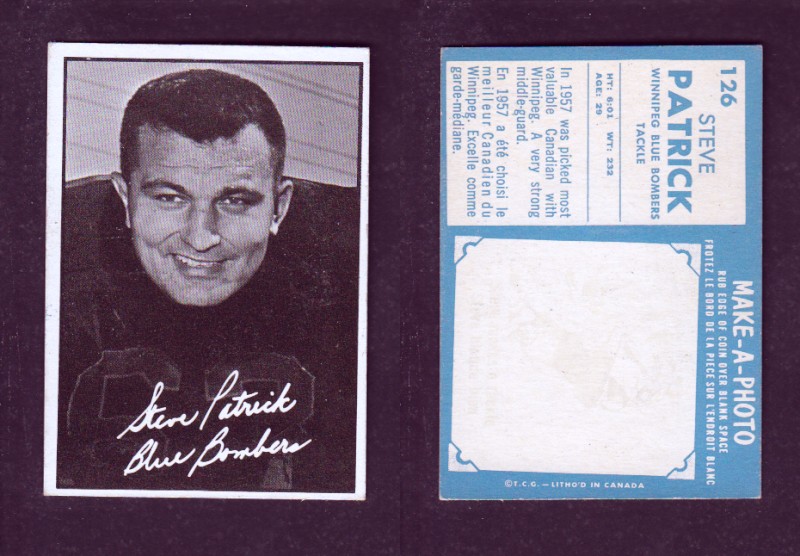 Steve Patrick
Blue Bombers
126
STEVE
PATRICK
WINNIPEG BLUE BOMBERS
TACKLE
HT: 6:01 WT: 232
AGE: 29
In 1957 was picked most
valuable Canadian with
Winnipeg. A very strong
middle-guard.
En 1957 a été choisi le
meilleur Canadien du
Winnipeg. Excelle comme
garde-médiane.
MAKE-A-PHOTO
RUB EDGE OF COIN OVER BLANK SPACE
FROTEZ LE BORD DE LA PIECE SUR L'ENDROIT BLANC
©T.C.G. — LITHO'D IN CANADA